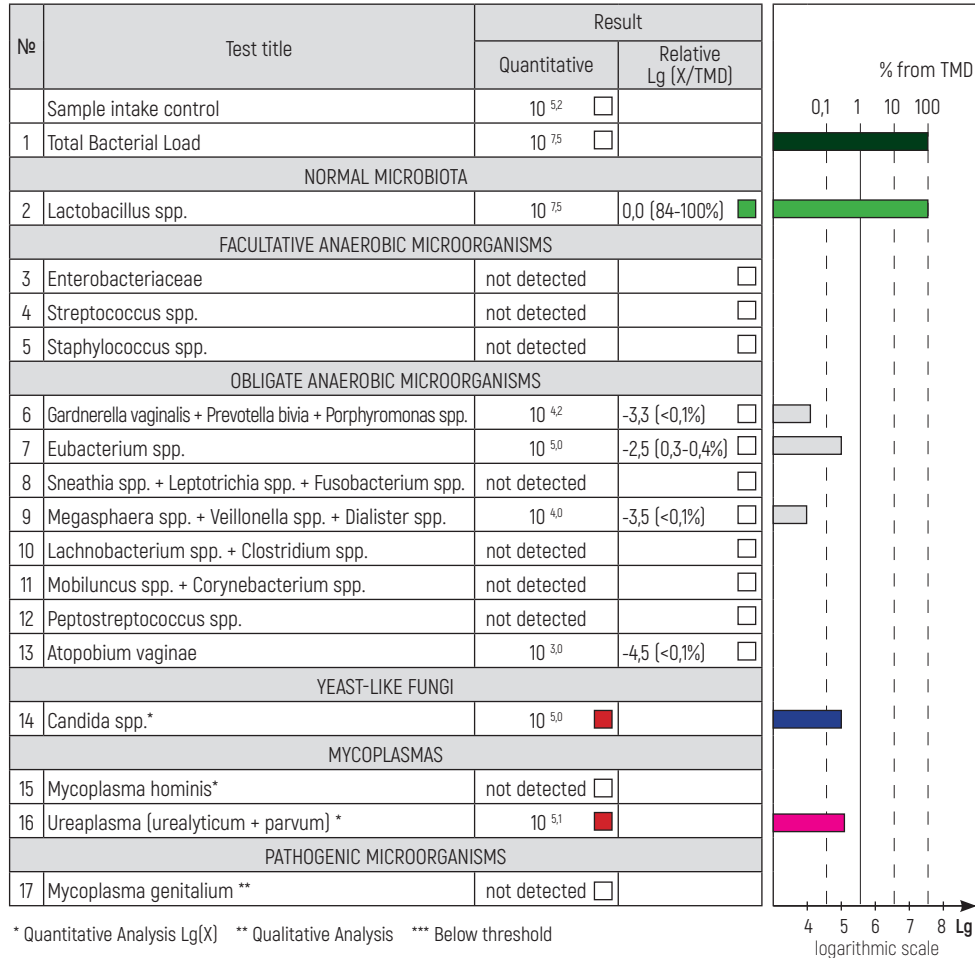 № Test title Result
Quantitative Relative Lg (X/TMD)
% from TMD
0,1 1 10 100
Sample intake control 10 5,2
1 Total Bacterial Load 10 7,5
NORMAL MICROBIOTA
2 Lactobacillus spp. 10 7,5 0,0 (84-100%)
FACULTATIVE ANAEROBIC MICROORGANISMS
3 Enterobacteriaceae not detected
4 Streptococcus spp. not detected
5 Staphylococcus spp. not detected
OBLIGATE ANAEROBIC MICROORGANISMS
6 Gardnerella vaginalis + Prevotella bivia + Porphyromonas spp. 10 4,2 -3,3 (<0,1%)
7 Eubacterium spp. 10 5,0 -2,5 (0,3-0,4%)
8 Sneathia spp. + Leptotrichia spp. + Fusobacterium spp. not detected
9 Megasphaera spp. + Veillonella spp. + Dialister spp. 10 4,0 -3,5 (<0,1%)
10 Lachnobacterium spp. + Clostridium spp. not detected
11 Mobiluncus spp. + Corynebacterium spp. not detected
12 Peptostreptococcus spp. not detected
13 Atopobium vaginae 10 3,0 -4,5 (<0,1%)
YEAST-LIKE FUNGI
14 Candida spp.* 10 5,0
MYCOPLASMAS
15 Mycoplasma hominis* not detected
16 Ureaplasma (urealyticum + parvum) * 10 5,1
PATHOGENIC MICROORGANISMS
17 Mycoplasma genitalium ** not detected
4 5 6 7 8 Lg
logarithmic scale
* Quantitative Analysis Lg(X) ** Qualitative Analysis *** Below threshold